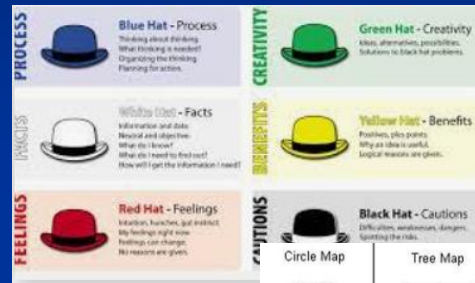 PROCESS
Blue Hat - Process
Thinking about thinking.
What thinking is needed?
Organizing the thinking.
Planning for action.
CREATIVITY
Green Hat - Creativity
Ideas, alternatives, possibilities.
Solutions to black hat problems.
FACTS
White Hat - Facts
Information and data.
Neutral and objective.
What do I know?
What do I need to find out?
How will I get the information I need?
BENEFITS
Yellow Hat - Benefits
Positives, plus points.
Why an idea is useful.
Logical reasons are given.
FEELINGS
Red Hat - Feelings
Intuition, hunches, gut instinct.
My feelings right now.
Feelings can change.
No reasons are given.
CAUTIONS
Black Hat - Cautions
Difficulties, weaknesses, dangers.
Spotting the risks.
Circle Map
Tree Map